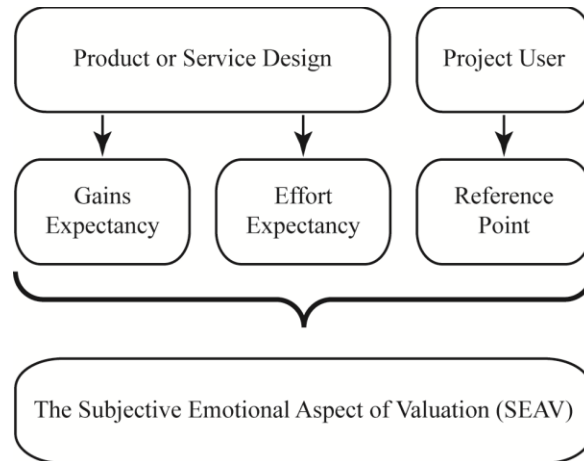 Product or Service Design
Project User
Gains
Expectancy
Effort
Expectancy
Reference
Point
The Subjective Emotional Aspect of Valuation (SEAV)